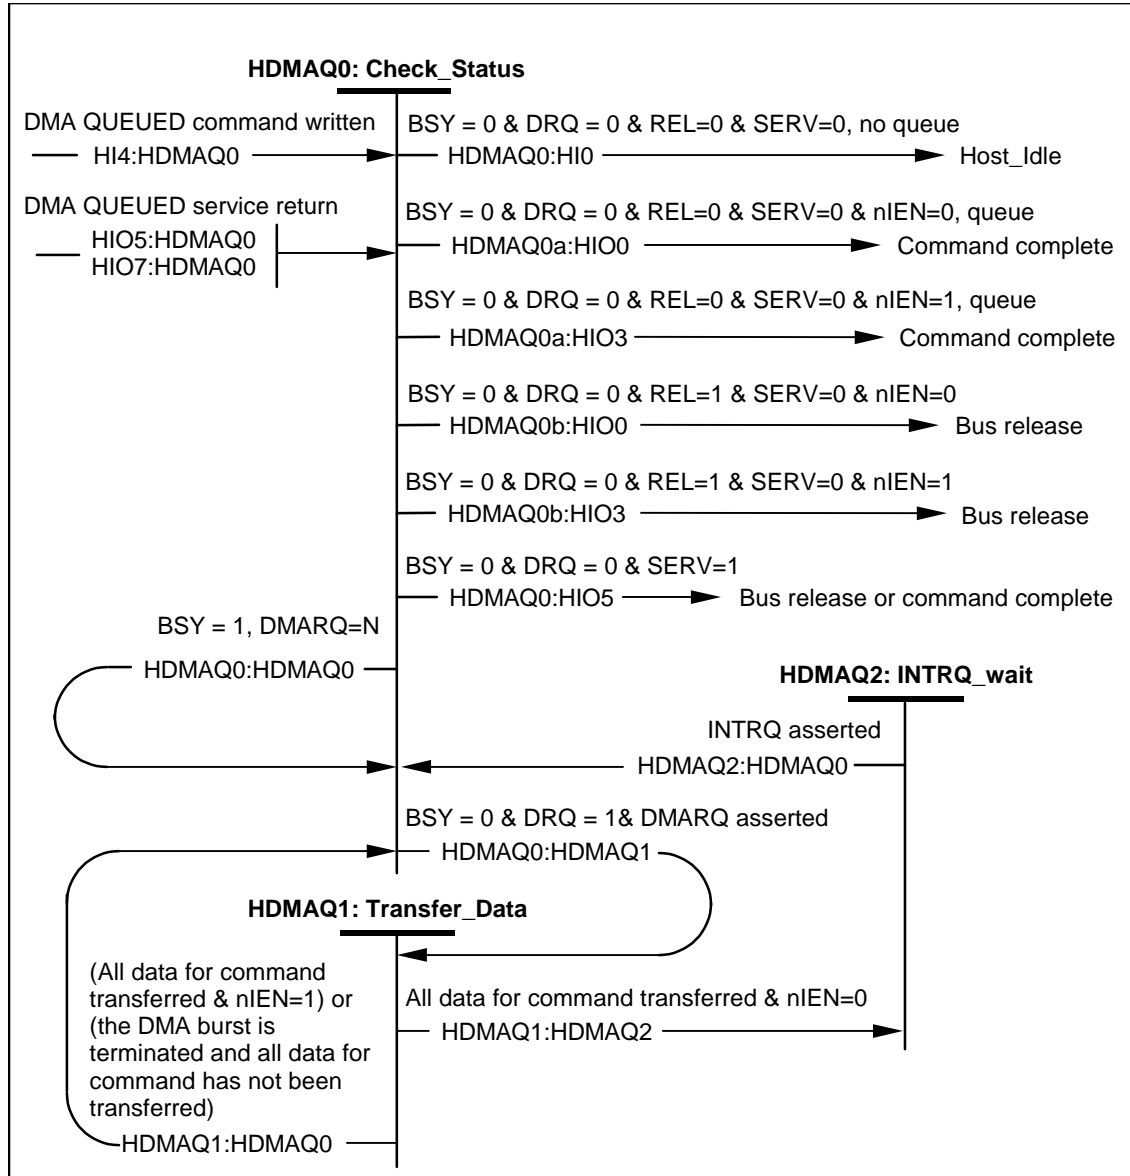 HDMAQ0: Check_Status
DMA QUEUED command written
HI4:HDMAQ0
BSY = 0 & DRQ = 0 & REL=0 & SERV=0, no queue
HDMAQ0:HI0
Host_Idle
DMA QUEUED service return
HIO5:HDMAQ0
HIO7:HDMAQ0
BSY = 0 & DRQ = 0 & REL=0 & SERV=0 & nIEN=0, queue
HDMAQ0a:HIO0
Command complete
BSY = 0 & DRQ = 0 & REL=0 & SERV=0 & nIEN=1, queue
HDMAQ0a:HIO3
Command complete
BSY = 0 & DRQ = 0 & REL=1 & SERV=0 & nIEN=0
HDMAQ0b:HIO0
Bus release
BSY = 0 & DRQ = 0 & REL=1 & SERV=0 & nIEN=1
HDMAQ0b:HIO3
Bus release
BSY = 0 & DRQ = 0 & SERV=1
HDMAQ0:HIO5
Bus release or command complete
BSY = 1, DMARQ=N
HDMAQ0:HDMAQ0
HDMAQ2: INTRQ_wait
INTRQ asserted
HDMAQ2:HDMAQ0
BSY = 0 & DRQ = 1& DMARQ asserted
HDMAQ0:HDMAQ1
HDMAQ1: Transfer_Data
(All data for command
transferred & nIEN=1) or
(the DMA burst is
terminated and all data for
command has not been
transferred)
HDMAQ1:HDMAQ0
All data for command transferred & nIEN=0
HDMAQ1:HDMAQ2